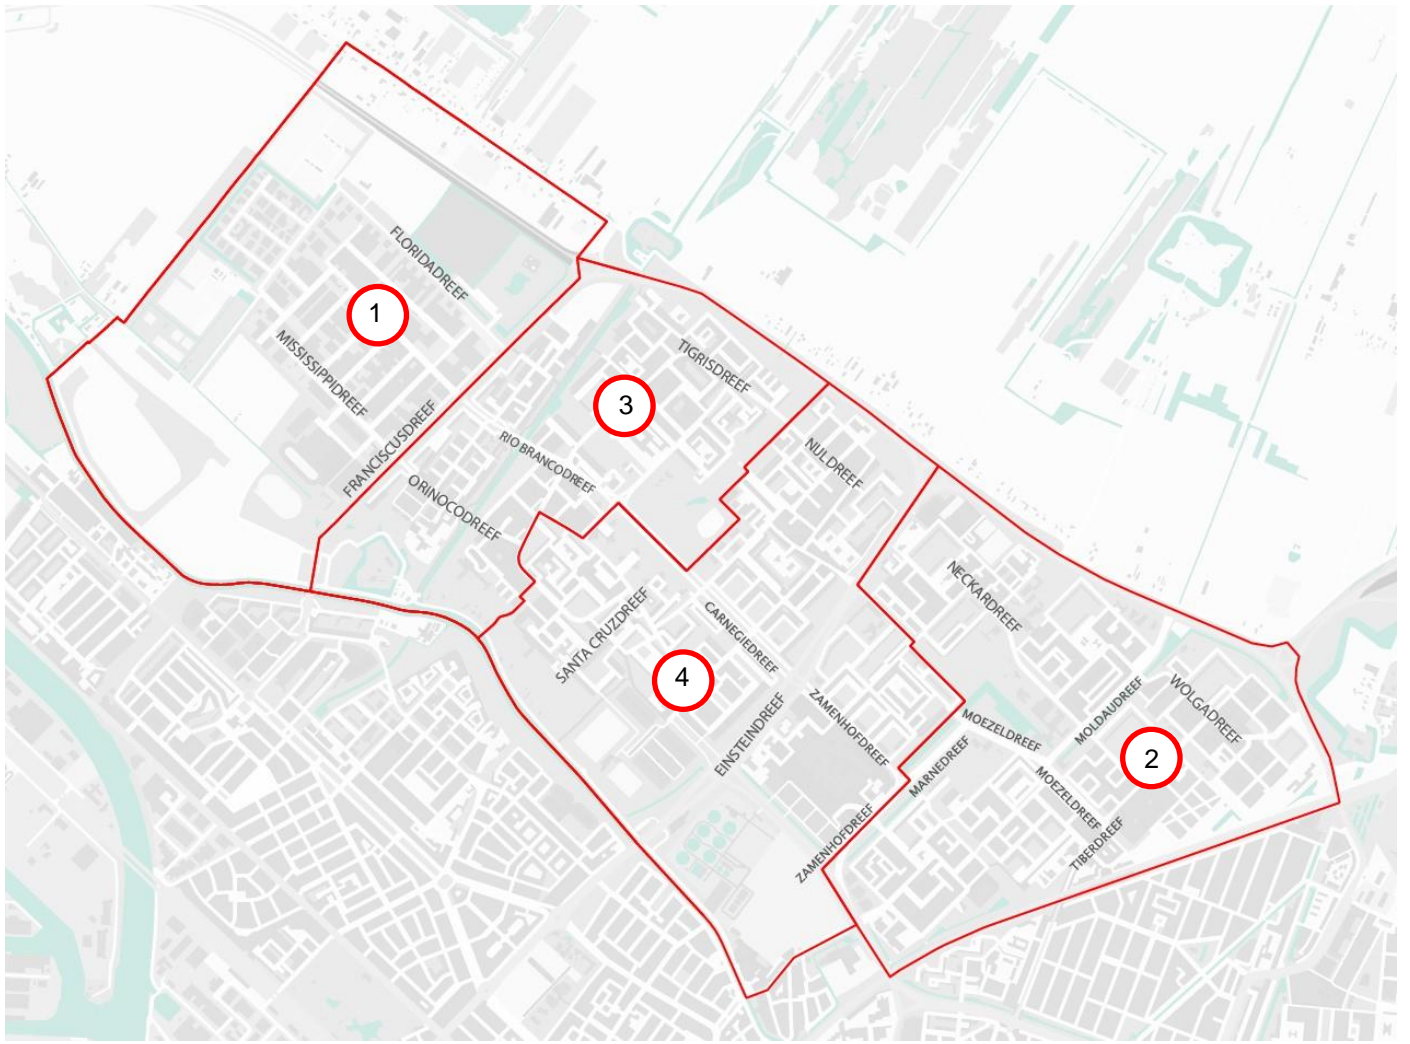 FLORIDADREEF
1
MISSISSIPPIDREEF
FRANCISCUSDREEF
TIGRISDREEF
3
RIO BRANCODREEF
ORINOCODREEF
NIJLDREEF
NECKARDREEF
SANTA CRUZDREEF
CARNEGIEDREEF
4
ZAMENHOFDREEF
EINSTEINDREEF
MOEZELDREEF
MOLDAUDREEF
WOLGADREEF
2
MARNEDREEF
MOEZELDREEF
TIBERDREEF
ZAMENHOFDREEF